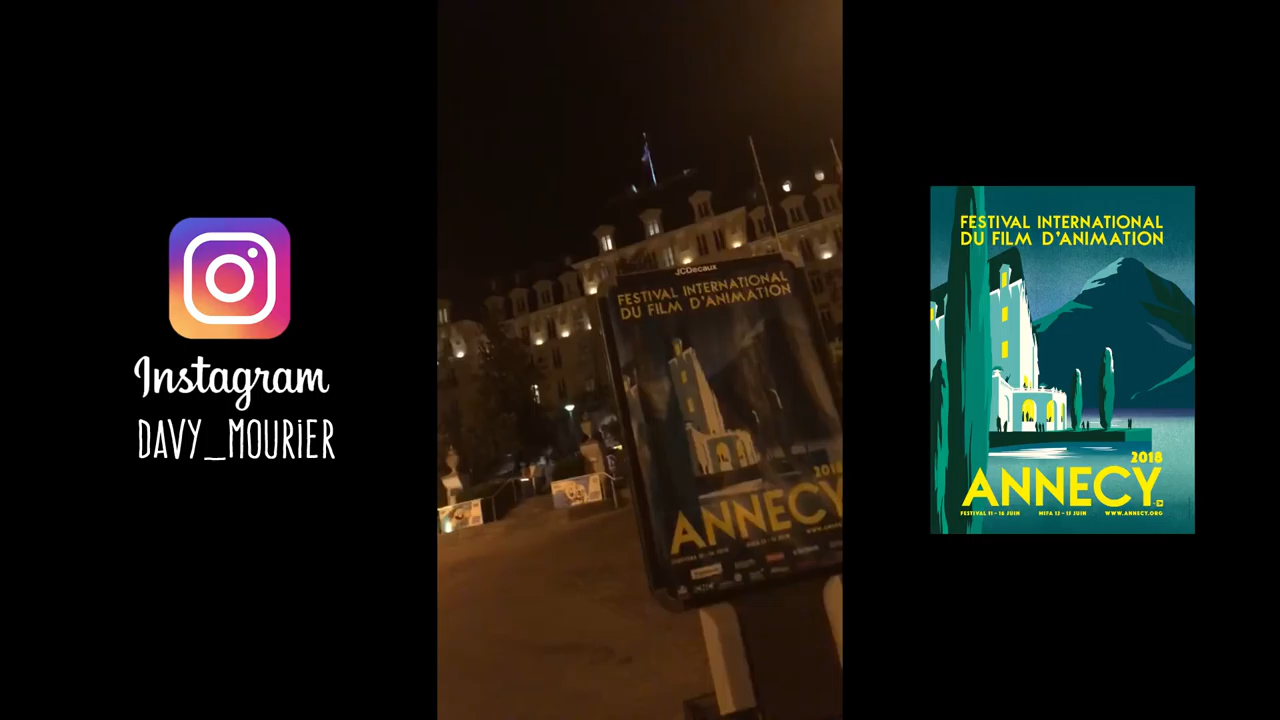 Instagram
DAVY_MOURIER
JCDecaux
FESTIVAL INTERNATIONAL
DU FILM D'ANIMATION
2018
ANNECY
FESTIVAL INTERNATIONAL
DU FILM D'ANIMATION
2018
ANNECY
FESTIVAL 11 - 16 JUIN MIFA 12 - 15 JUIN WWW.ANNECY.ORG